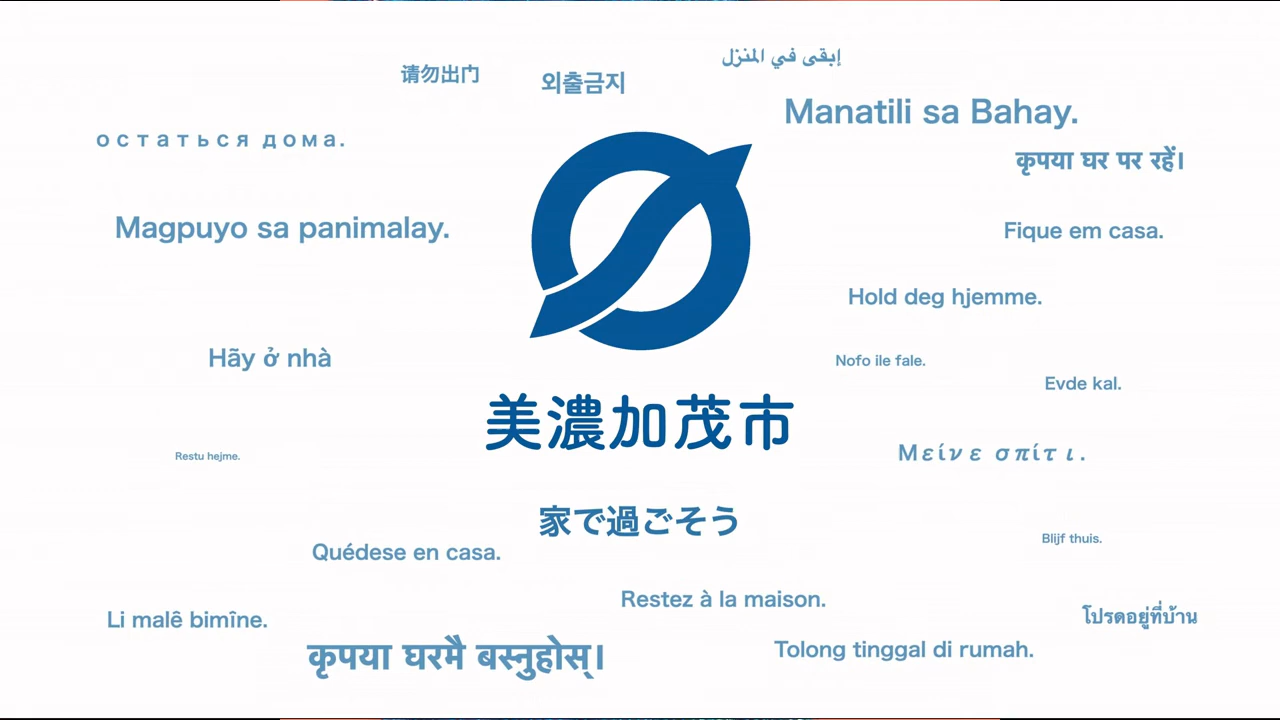 إبقى في المنزل
请勿出门
외출금지
Manatili sa Bahay.
остаться дома.
कृपया घर पर रहें।
Magpuyo sa panimalay.
Fique em casa.
Hold deg hjemme.
Hãy ở nhà
Nofo ile fale.
Evde kal.
美濃加茂市
Restu hejme.
Μείνε σπίτι.
家で過ごそう
Blijf thuis.
Quédese en casa.
Restez à la maison.
โปรดอยู่ที่บ้าน
Li malê bimîne.
Tolong tinggal di rumah.
कृपया घरमै बस्नुहोस्।